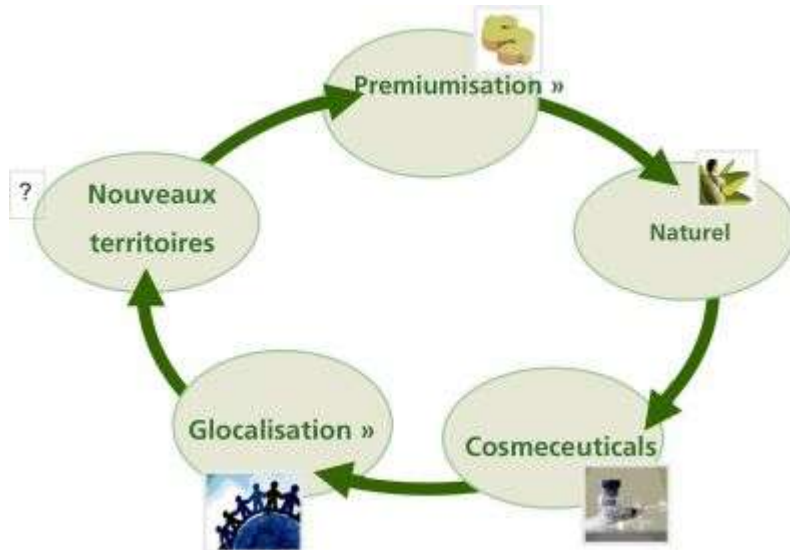 Premiumisation »
Naturel
Cosmeceuticals
Glocalisation »
Nouveaux
territoires
?